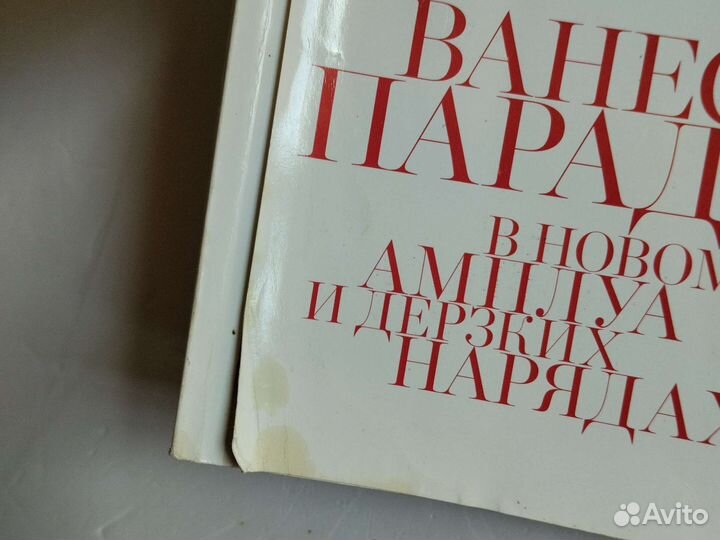 ВАНЕС
ПАРАД
В НОВОМ
АМПЛУА
И ДЕРЗКИХ
НАРЯДАХ
Avito